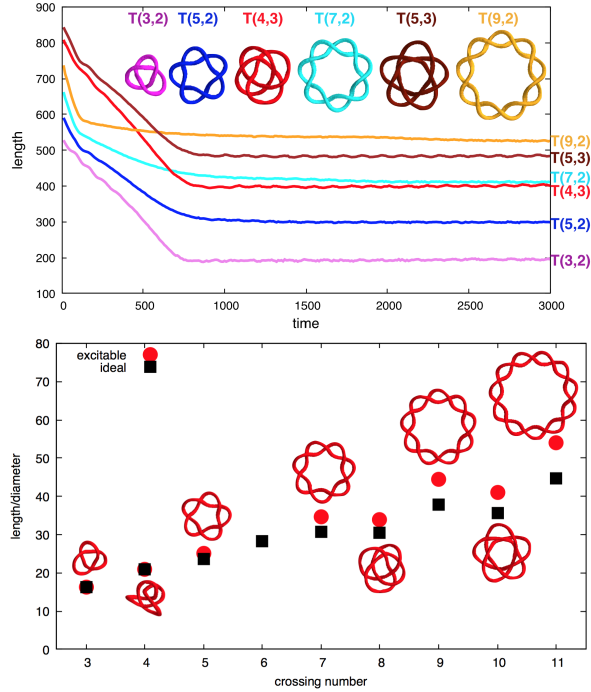 T(3,2) T(5,2) T(4,3) T(7,2) T(5,3) T(9,2)
900
800
700
600
500
400
300
200
100
length
T(9,2)
T(5,3)
T(7,2)
T(4,3)
T(5,2)
T(3,2)
0 500 1000 1500 2000 2500 3000
time
80
70
60
50
40
30
20
10
0
length/diameter
excitable
ideal
3 4 5 6 7 8 9 10 11
crossing number